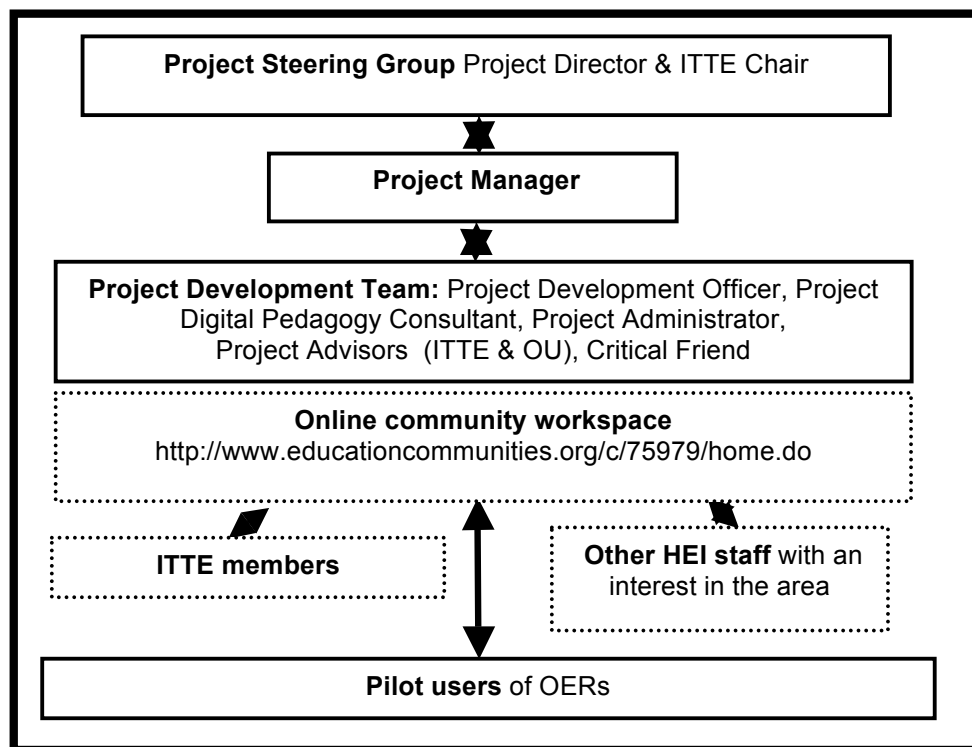 Project Steering Group Project Director & ITTE Chair
Project Manager
Project Development Team: Project Development Officer, Project
Digital Pedagogy Consultant, Project Administrator,
Project Advisors (ITTE & OU), Critical Friend
Online community workspace
http://www.educationcommunities.org/c/75979/home.do
ITTE members
Other HEI staff with an
interest in the area
Pilot users of OERs